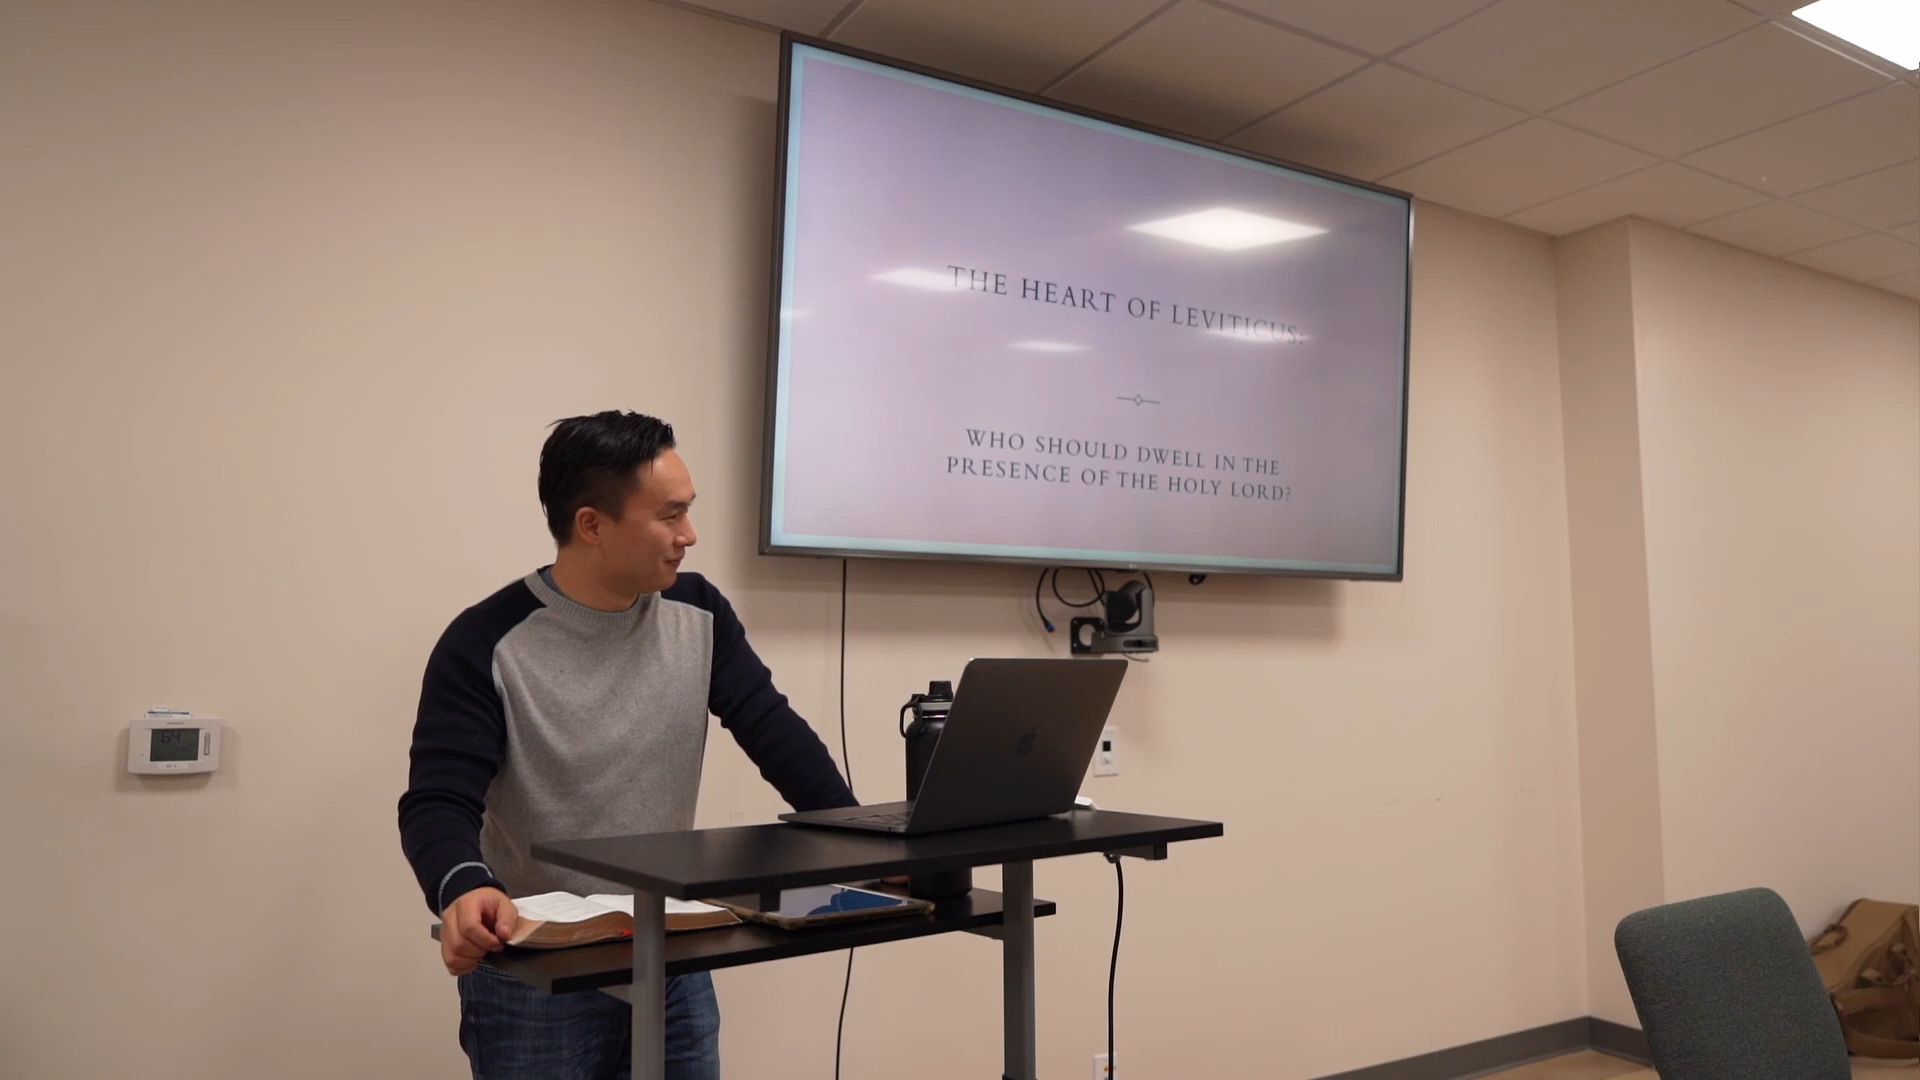 THE HEART OF LEVITICUS:
WHO SHOULD DWELL IN THE
PRESENCE OF THE HOLY LORD?
64